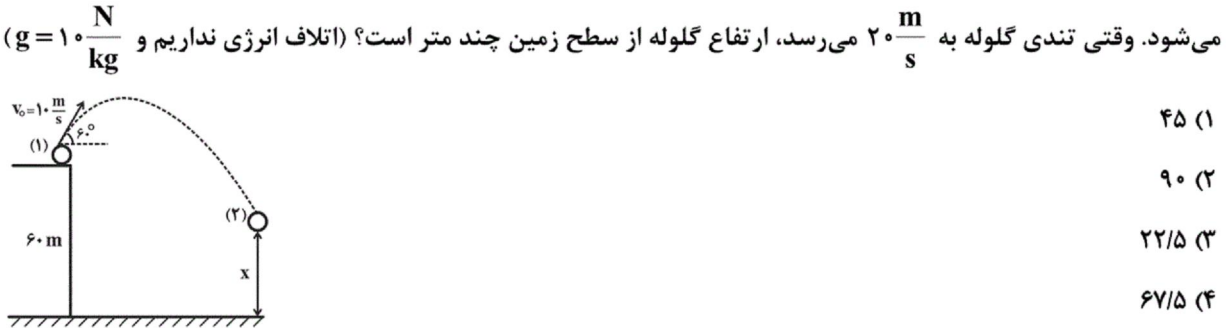 می‌شود. وقتی تندی گلوله به ۲۰ m/s می‌رسد، ارتفاع گلوله از سطح زمین چند متر است؟ (اتلاف انرژی نداریم و g = ۱۰ N/kg)
۱) ۴۵
۲) ۹۰
۳) ۲۲/۵
۴) ۶۷/۵
v₀=۱۰ m/s
۶۰°
(۱)
(۲)
۶۰ m
x